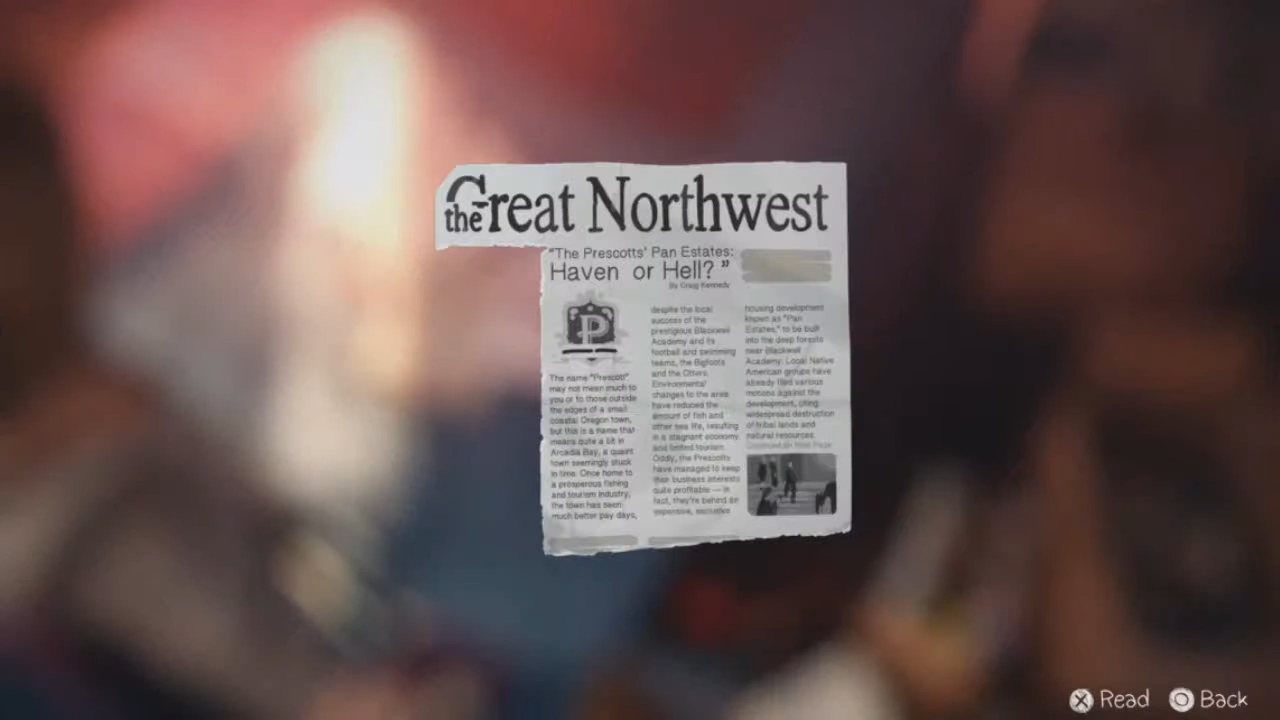 the Great Northwest
"The Prescotts' Pan Estates:
Haven or Hell?"
By Craig Kennedy
P
The name "Prescott"
may not mean much to
you or to those outside
the edges of a small
coastal Oregon town,
but this is a name that
means quite a bit in
Arcadia Bay, a quaint
town seemingly stuck
in time. Once home to
a prosperous fishing
and tourism industry,
the town has seen
much better pay days,
despite the local
success of the
prestigious Blackwell
Academy and its
football and swimming
teams, the Bigfoots
and the Otters.
Environmental
changes to the area
have reduced the
amount of fish and
other sea life, resulting
in a stagnant economy
and limited tourism.
Oddly, the Prescotts
have managed to keep
their business interests
quite profitable — in
fact, they're behind an
expensive, exclusive
housing development
known as "Pan
Estates," to be built
into the deep forests
near Blackwell
Academy. Local Native
American groups have
already filed various
motions against the
development, citing
widespread destruction
of tribal lands and
natural resources.
Continued On Next Page
Read
Back